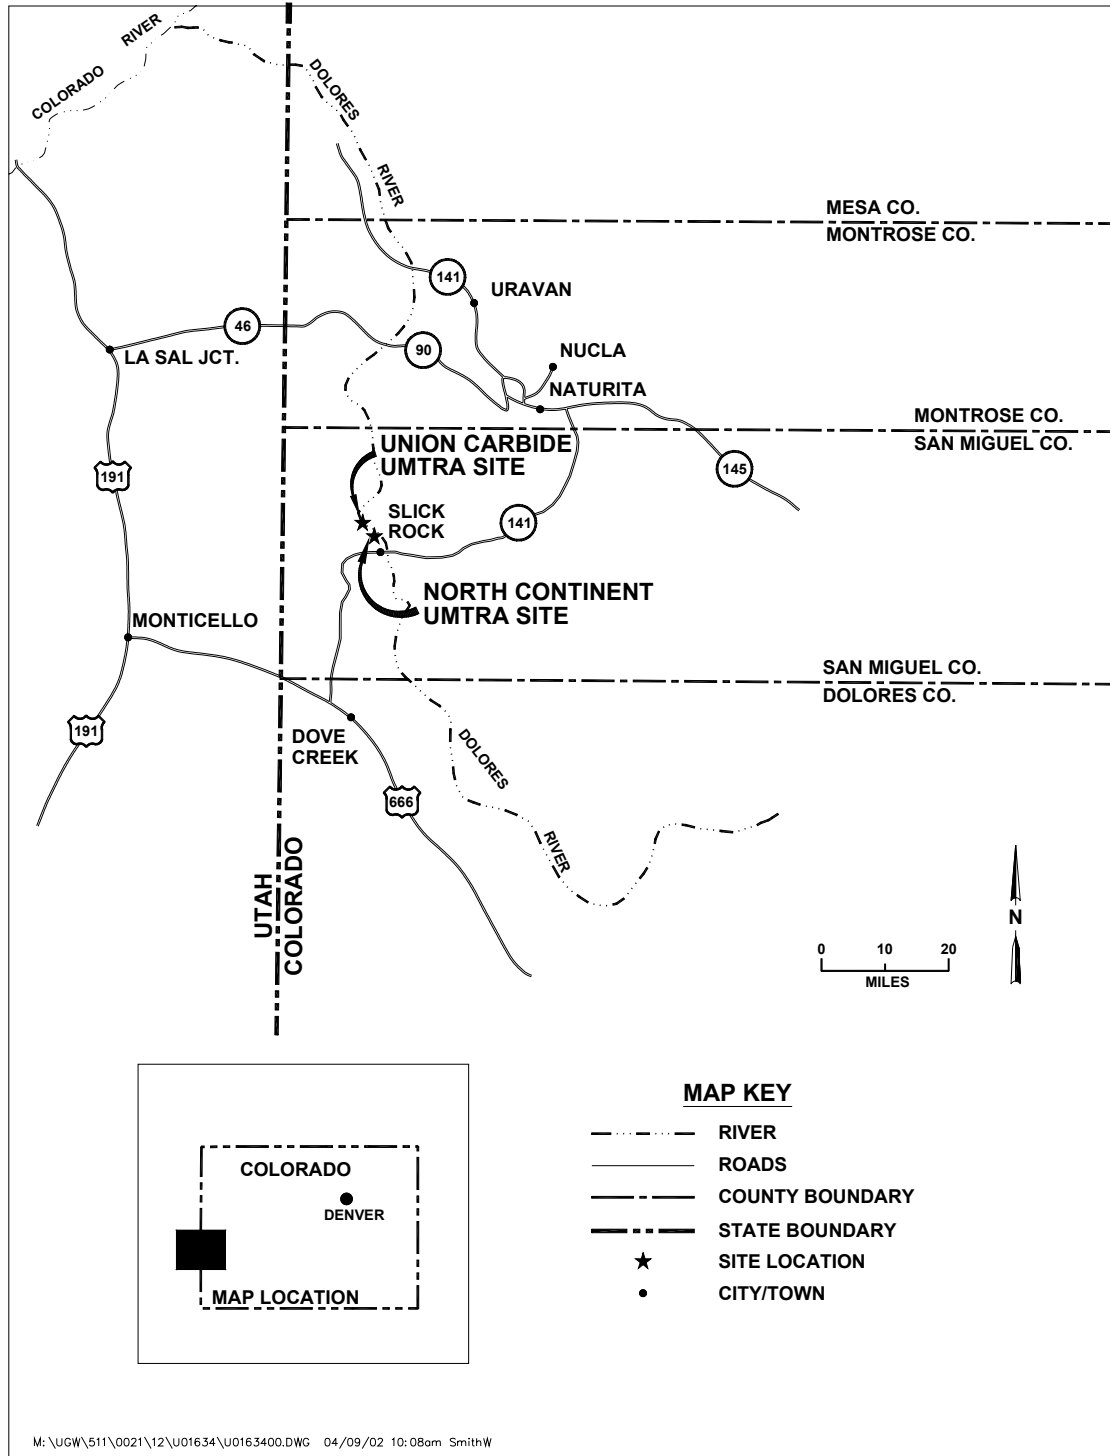 RIVER
COLORADO
DOLORES
RIVER
MESA CO.
MONTROSE CO.
141
URAVAN
46
LA SAL JCT.
90
NUCLA
NATURITA
MONTROSE CO.
SAN MIGUEL CO.
UNION CARBIDE
UMTRA SITE
191
145
SLICK
ROCK
141
NORTH CONTINENT
UMTRA SITE
MONTICELLO
SAN MIGUEL CO.
DOLORES CO.
191
DOVE
CREEK
DOLORES
666
RIVER
UTAH
COLORADO
N
0 10 20
MILES
COLORADO
DENVER
MAP LOCATION
MAP KEY
RIVER
ROADS
COUNTY BOUNDARY
STATE BOUNDARY
SITE LOCATION
CITY/TOWN
M:\UGW\511\0021\12\U01634\U0163400.DWG 04/09/02 10:08am SmithW